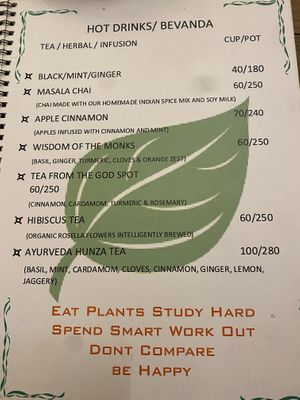 HOT DRINKS/ BEVANDA
TEA / HERBAL / INFUSION CUP/POT
BLACK/MINT/GINGER 40/180
MASALA CHAI 60/250
(CHAI MADE WITH OUR HOMEMADE INDIAN SPICE MIX AND SOY MILK)
APPLE CINNAMON 70/240
(APPLES INFUSED WITH CINNAMON AND MINT)
WISDOM OF THE MONKS 60/250
(BASIL, GINGER, TURMERIC, CLOVES & ORANGE ZEST)
TEA FROM THE GOD SPOT
60/250
(CINNAMON, CARDAMOM, TURMERIC & ROSEMARY)
HIBISCUS TEA 60/250
(ORGANIC ROSELLA FLOWERS INTELLIGENTLY BREWED)
AYURVEDA HUNZA TEA 100/280
(BASIL, MINT, CARDAMOM, CLOVES, CINNAMON, GINGER, LEMON,
JAGGERY)
EAT PLANTS STUDY HARD
SPEND SMART WORK OUT
DONT COMPARE
BE HAPPY